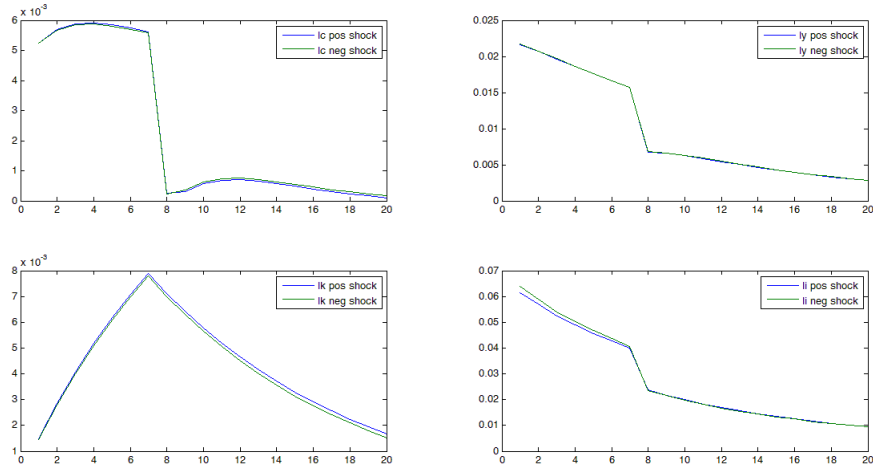 x 10⁻³
6
5
4
3
2
1
0
0 2 4 6 8 10 12 14 16 18 20
lc pos shock
lc neg shock
0.025
0.02
0.015
0.01
0.005
0
0 2 4 6 8 10 12 14 16 18 20
ly pos shock
ly neg shock
x 10⁻³
8
7
6
5
4
3
2
1
0 2 4 6 8 10 12 14 16 18 20
lk pos shock
lk neg shock
0.07
0.06
0.05
0.04
0.03
0.02
0.01
0
0 2 4 6 8 10 12 14 16 18 20
li pos shock
li neg shock